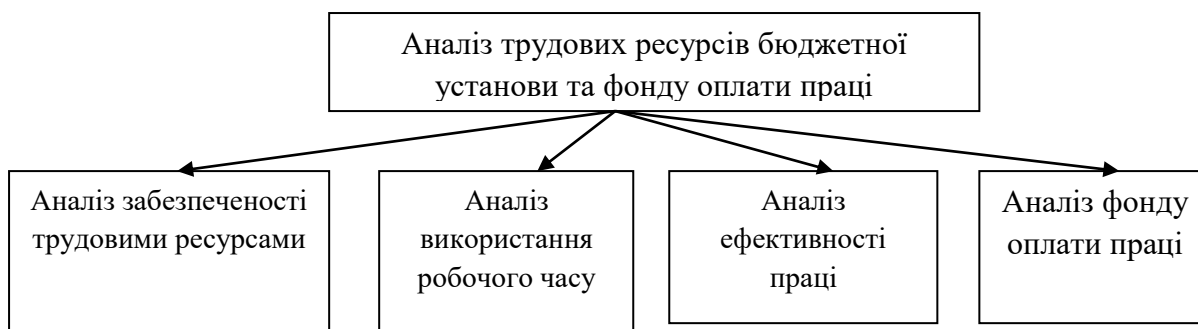 Аналіз трудових ресурсів бюджетної
установи та фонду оплати праці
Аналіз забезпеченості
трудовими ресурсами
Аналіз
використання
робочого часу
Аналіз
ефективності
праці
Аналіз фонду
оплати праці